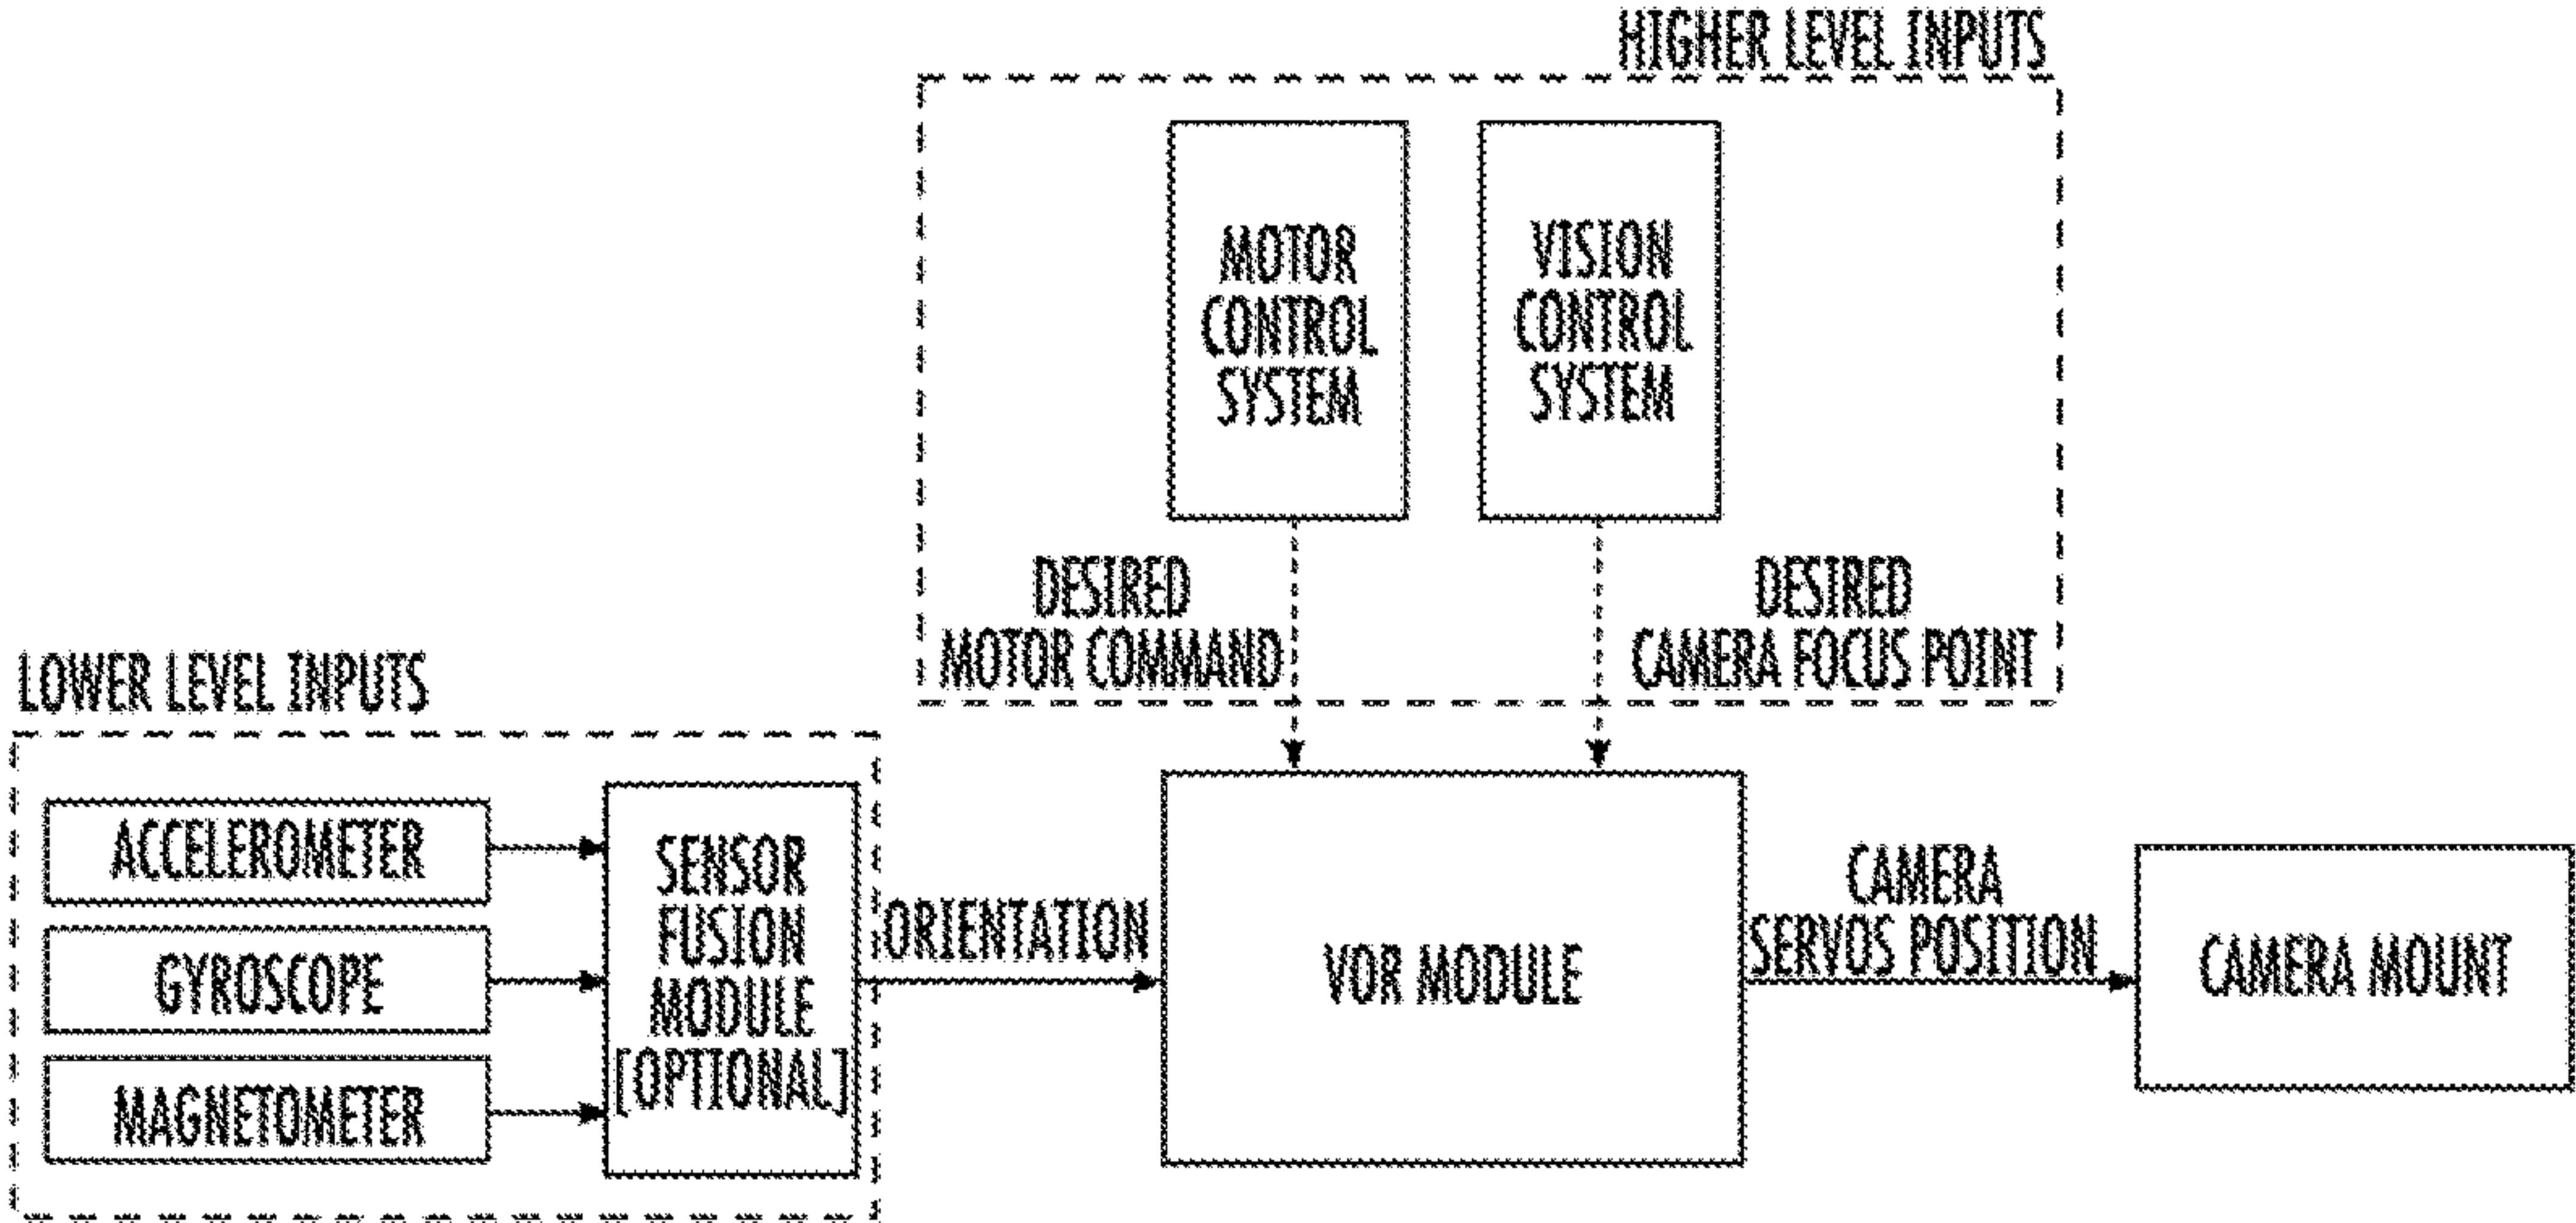 HIGHER LEVEL INPUTS
MOTOR
CONTROL
SYSTEM
VISION
CONTROL
SYSTEM
DESIRED
MOTOR COMMAND
DESIRED
CAMERA FOCUS POINT
LOWER LEVEL INPUTS
ACCELEROMETER
GYROSCOPE
MAGNETOMETER
SENSOR
FUSION
MODULE
[OPTIONAL]
ORIENTATION
VOR MODULE
CAMERA
SERVOS POSITION
CAMERA MOUNT